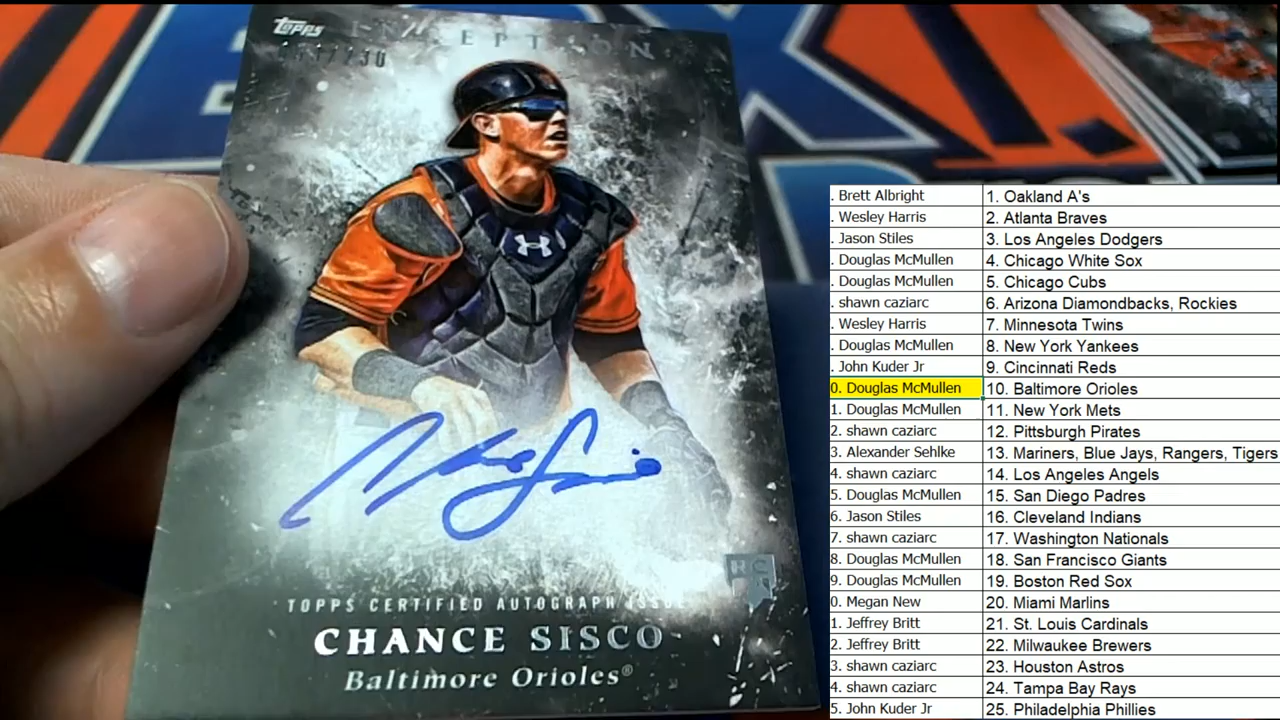 Topps
INCEPTION
/230
TOPPS CERTIFIED AUTOGRAPH ISSUE
CHANCE SISCO
Baltimore Orioles®
RC
. Brett Albright 1. Oakland A's
. Wesley Harris 2. Atlanta Braves
. Jason Stiles 3. Los Angeles Dodgers
. Douglas McMullen 4. Chicago White Sox
. Douglas McMullen 5. Chicago Cubs
. shawn caziarc 6. Arizona Diamondbacks, Rockies
. Wesley Harris 7. Minnesota Twins
. Douglas McMullen 8. New York Yankees
. John Kuder Jr 9. Cincinnati Reds
0. Douglas McMullen 10. Baltimore Orioles
1. Douglas McMullen 11. New York Mets
2. shawn caziarc 12. Pittsburgh Pirates
3. Alexander Sehlke 13. Mariners, Blue Jays, Rangers, Tigers
4. shawn caziarc 14. Los Angeles Angels
5. Douglas McMullen 15. San Diego Padres
6. Jason Stiles 16. Cleveland Indians
7. shawn caziarc 17. Washington Nationals
8. Douglas McMullen 18. San Francisco Giants
9. Douglas McMullen 19. Boston Red Sox
0. Megan New 20. Miami Marlins
1. Jeffrey Britt 21. St. Louis Cardinals
2. Jeffrey Britt 22. Milwaukee Brewers
3. shawn caziarc 23. Houston Astros
4. shawn caziarc 24. Tampa Bay Rays
5. John Kuder Jr 25. Philadelphia Phillies